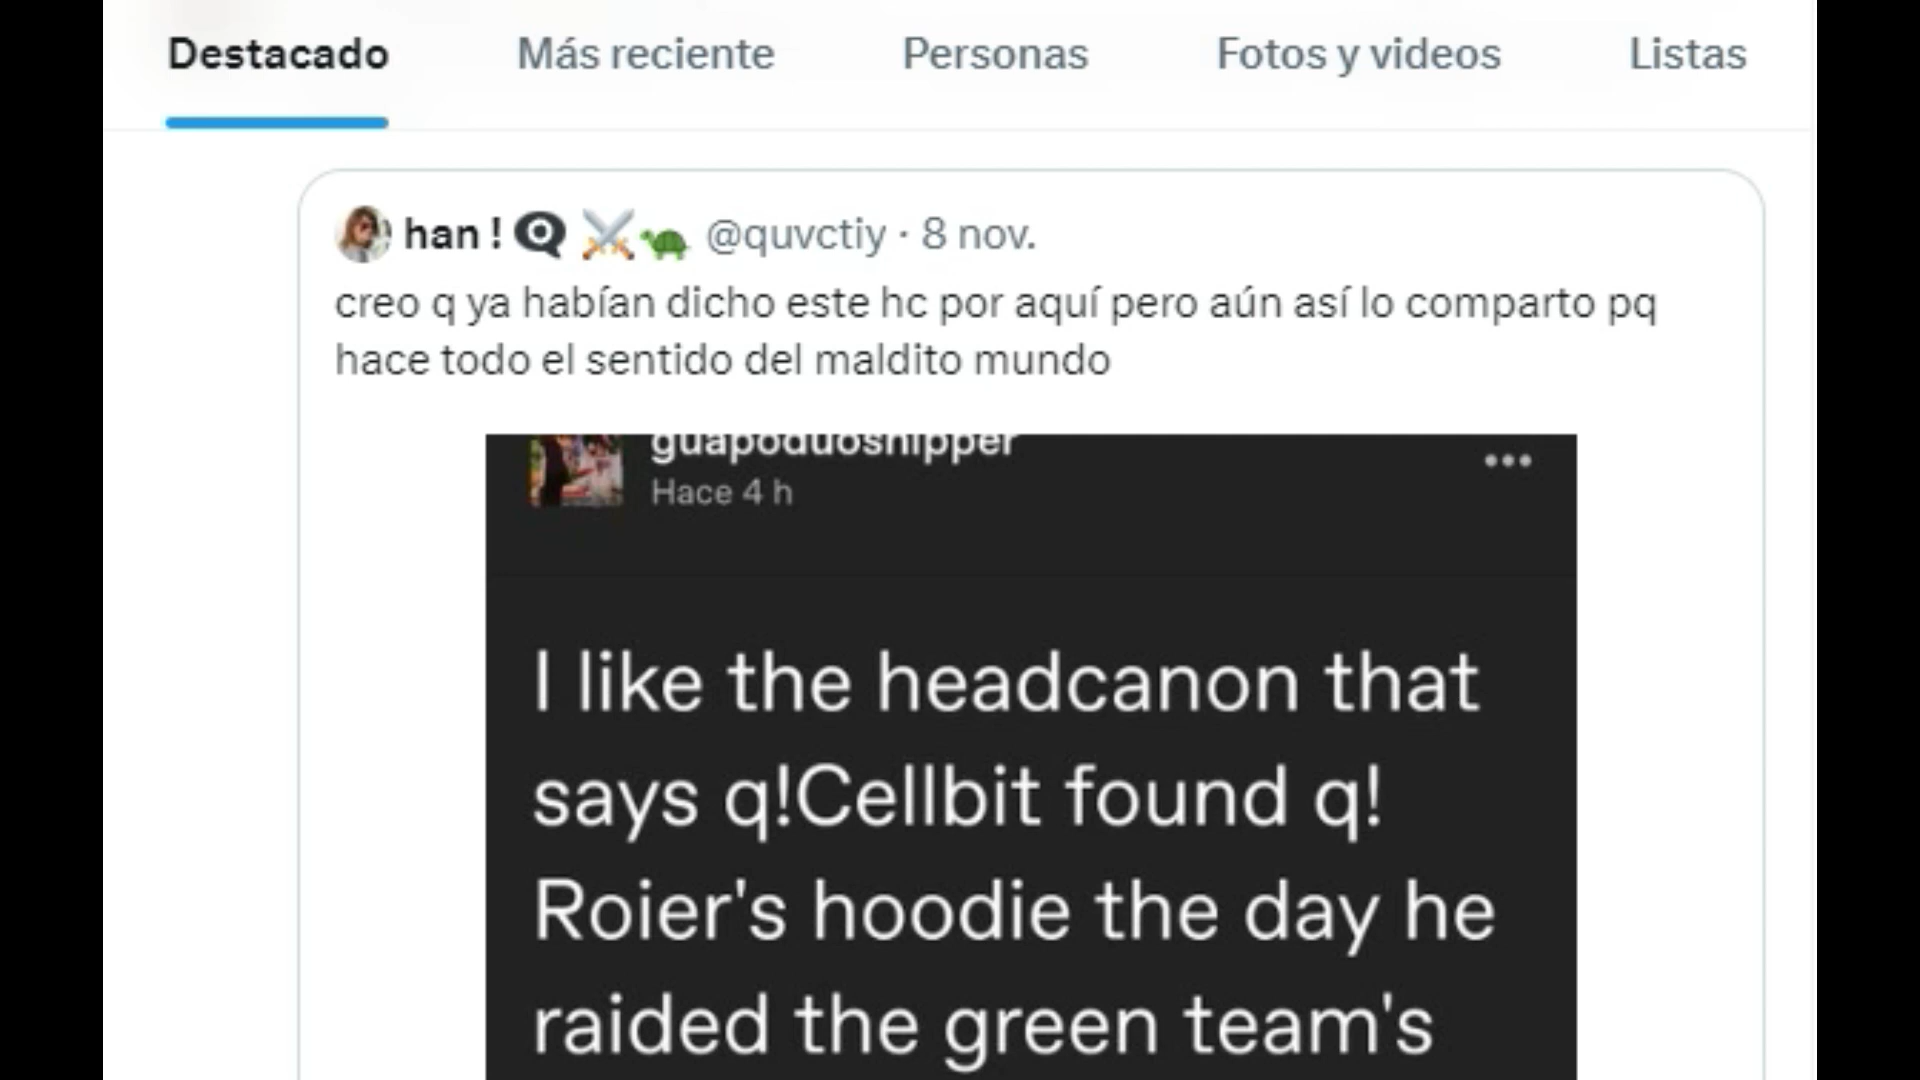 Destacado Más reciente Personas Fotos y videos Listas
han ! @quvctiy · 8 nov.
creo q ya habían dicho este hc por aquí pero aún así lo comparto pq
hace todo el sentido del maldito mundo
guapoduoshipper
Hace 4 h
I like the headcanon that
says q!Cellbit found q!
Roier's hoodie the day he
raided the green team's